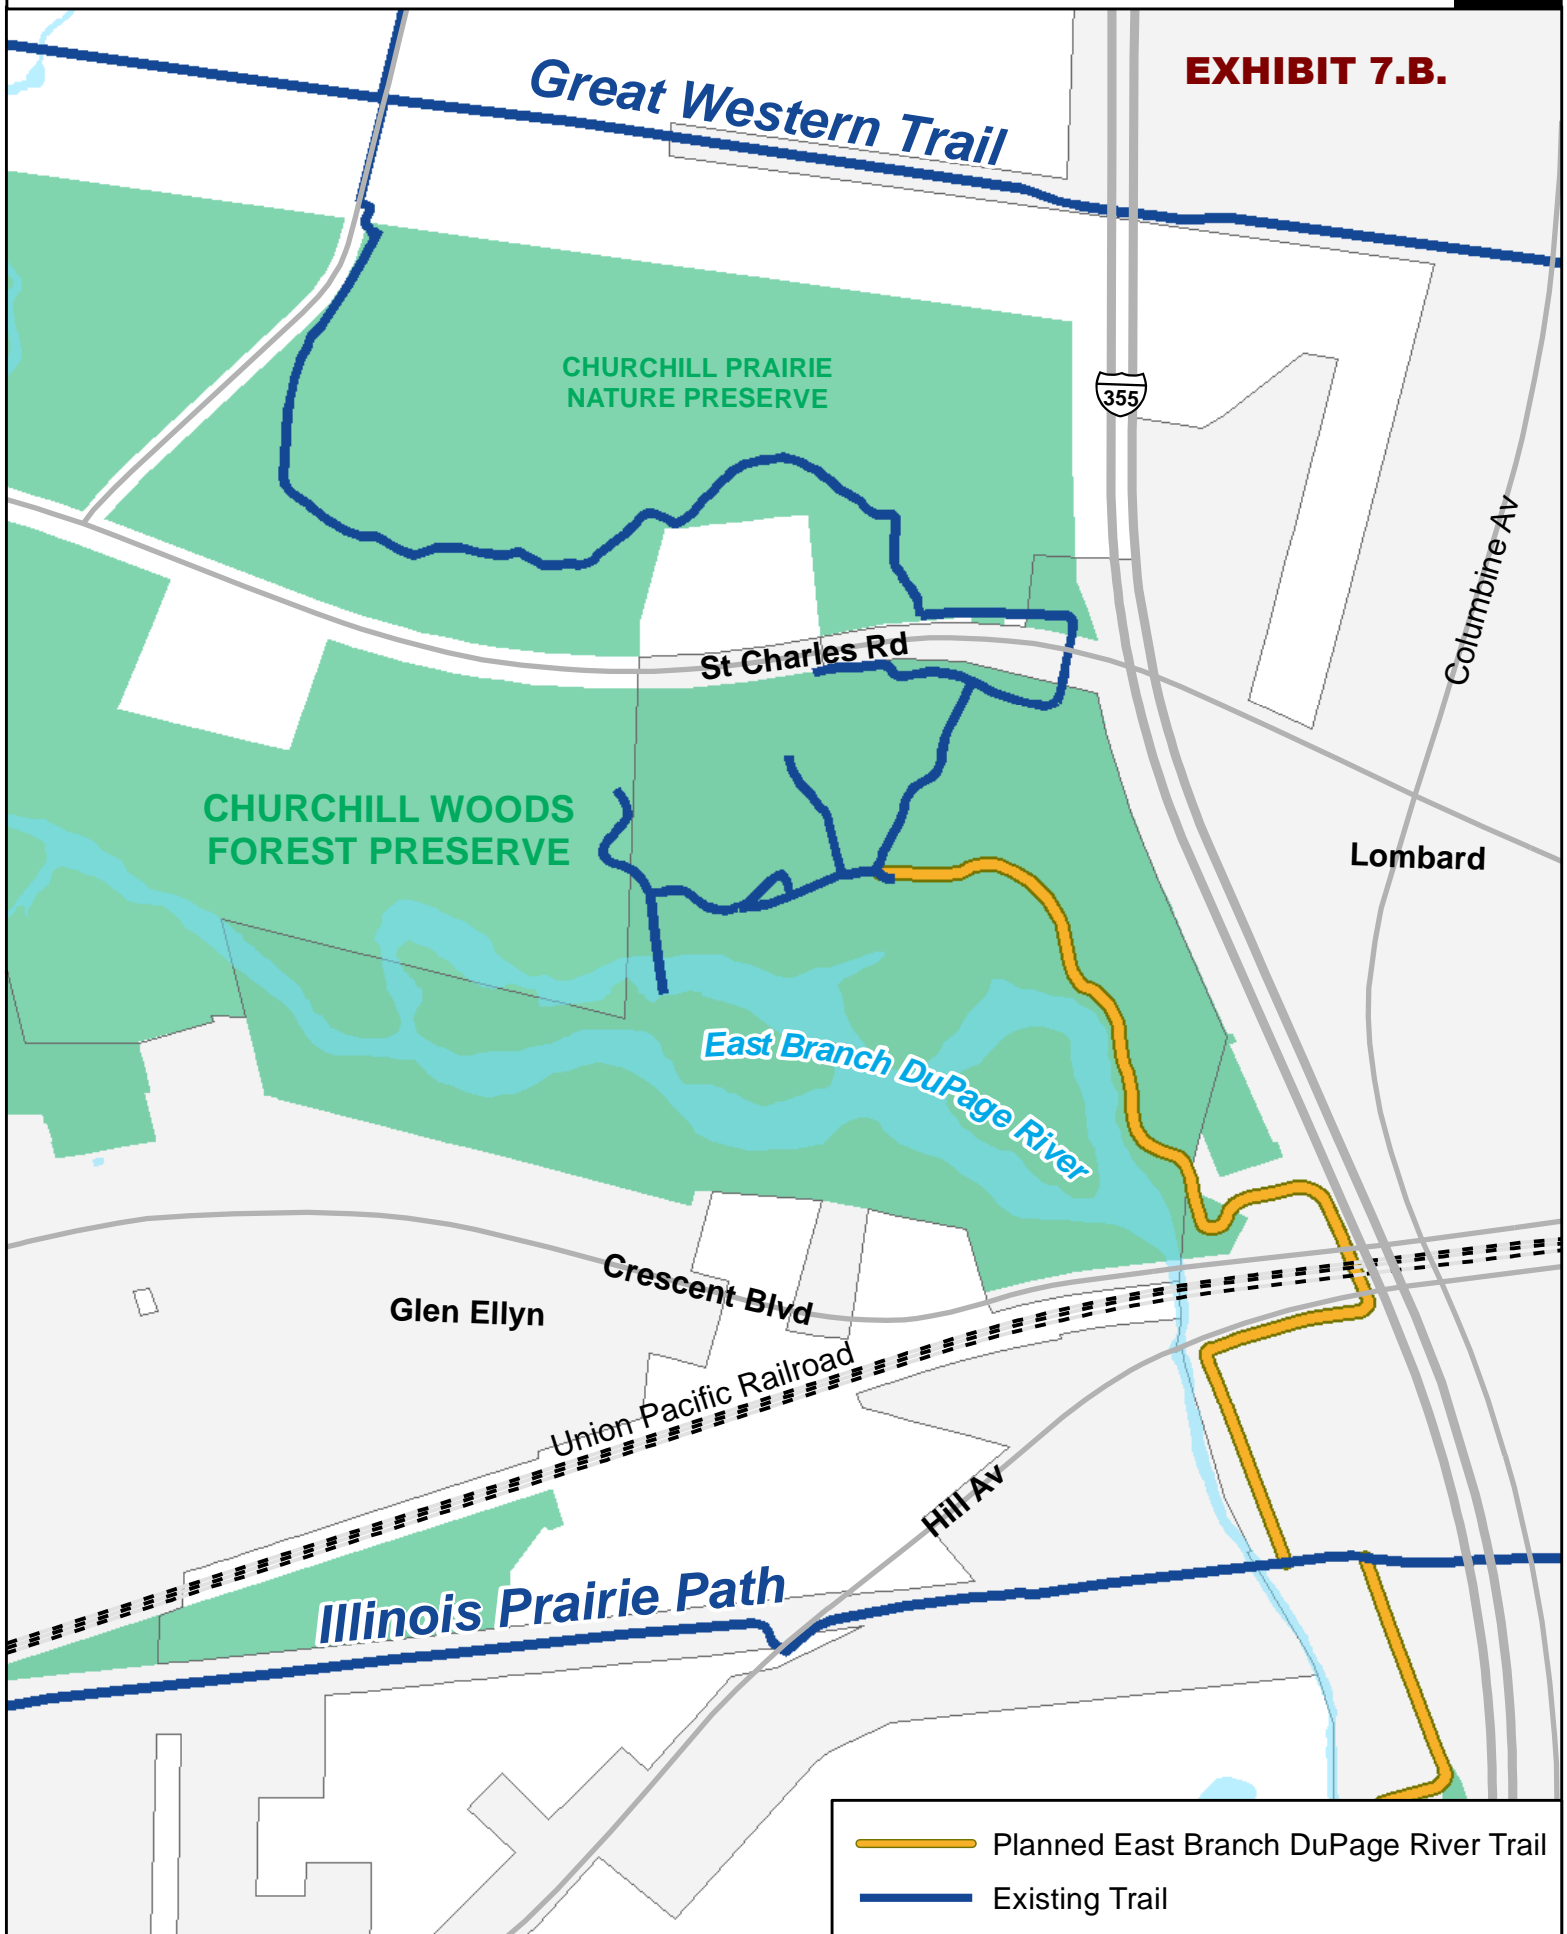 EXHIBIT 7.B.
Great Western Trail
CHURCHILL PRAIRIE
NATURE PRESERVE
355
Columbine Av
St Charles Rd
CHURCHILL WOODS
FOREST PRESERVE
Lombard
East Branch DuPage River
Crescent Blvd
Glen Ellyn
Union Pacific Railroad
Hill Av
Illinois Prairie Path
Planned East Branch DuPage River Trail
Existing Trail